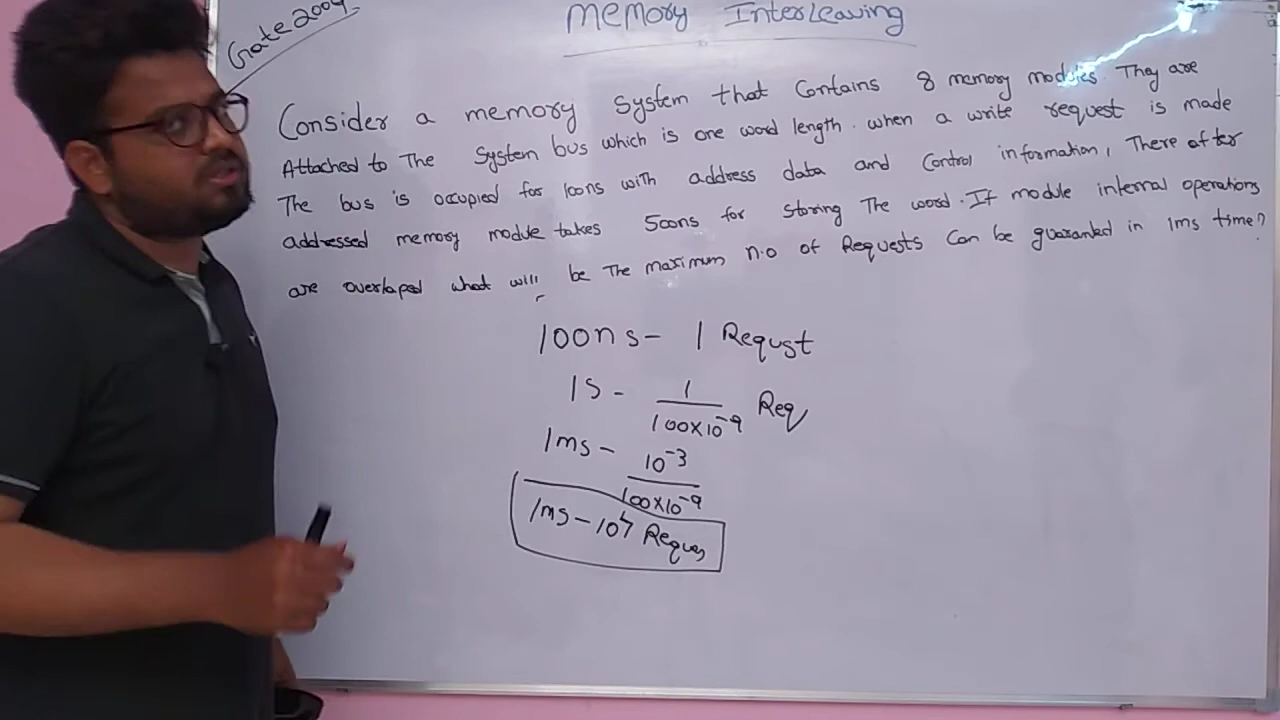 Gate 2009
Memory Interleaving
Consider a memory system that contains 8 memory modules They are
Attached to The system bus which is one word length. when a write request is made
The bus is occupied for 100ns with address data and control information, There after
addressed memory module takes 500ns for storing The word. If module internal operations
are overlaped what will be the maximum n.o of Requests can be guaranted in 1ms time?
100ns - 1 Requst
1S - 1 / 100x10^-9 Req
1ms - 10^-3 / 100x10^-9
1ms - 10^4 Reques